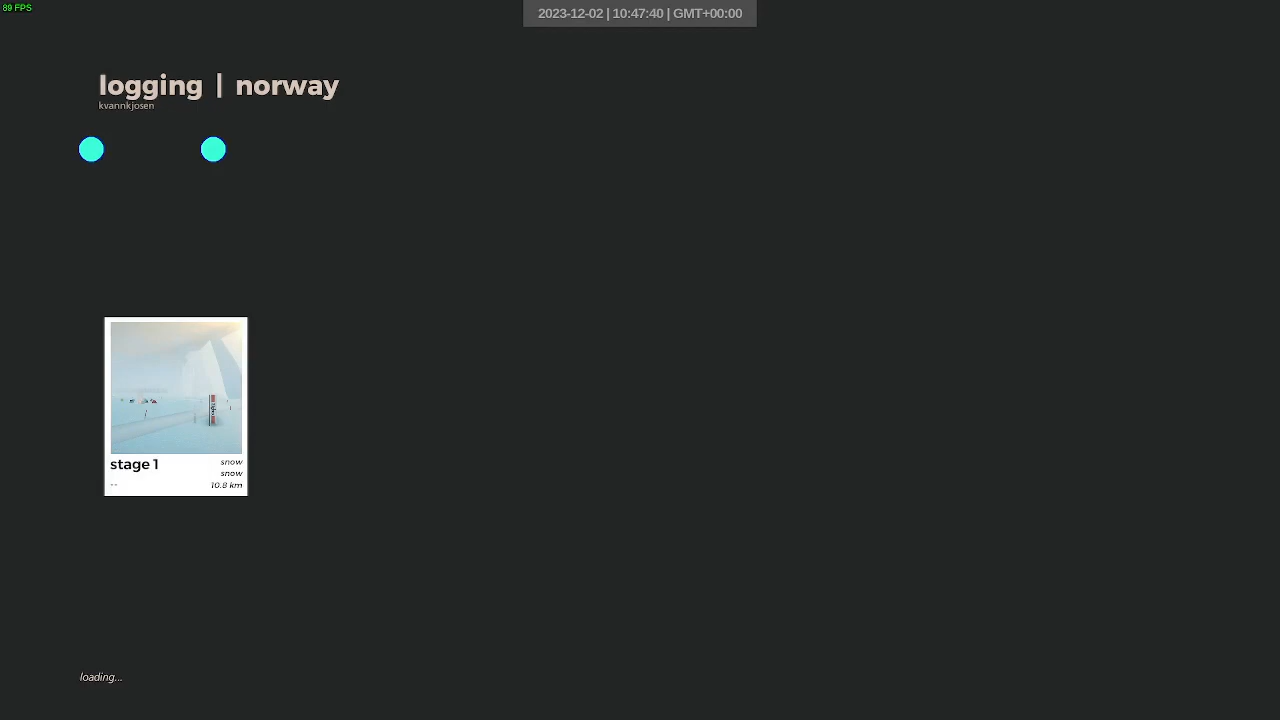 89 FPS
2023-12-02 | 10:47:40 | GMT+00:00
logging | norway
kvannkjosen
stage 1
snow
snow
--
10.8 km
loading...